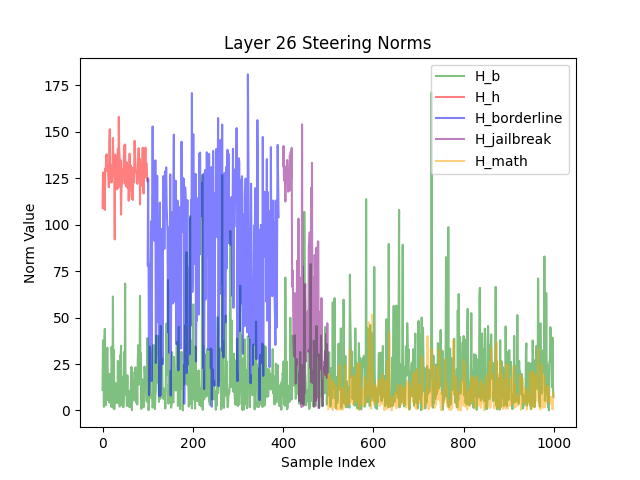 Layer 26 Steering Norms
H_b
H_h
H_borderline
H_jailbreak
H_math
Norm Value
175
150
125
100
75
50
25
0
0
200
400
600
800
1000
Sample Index